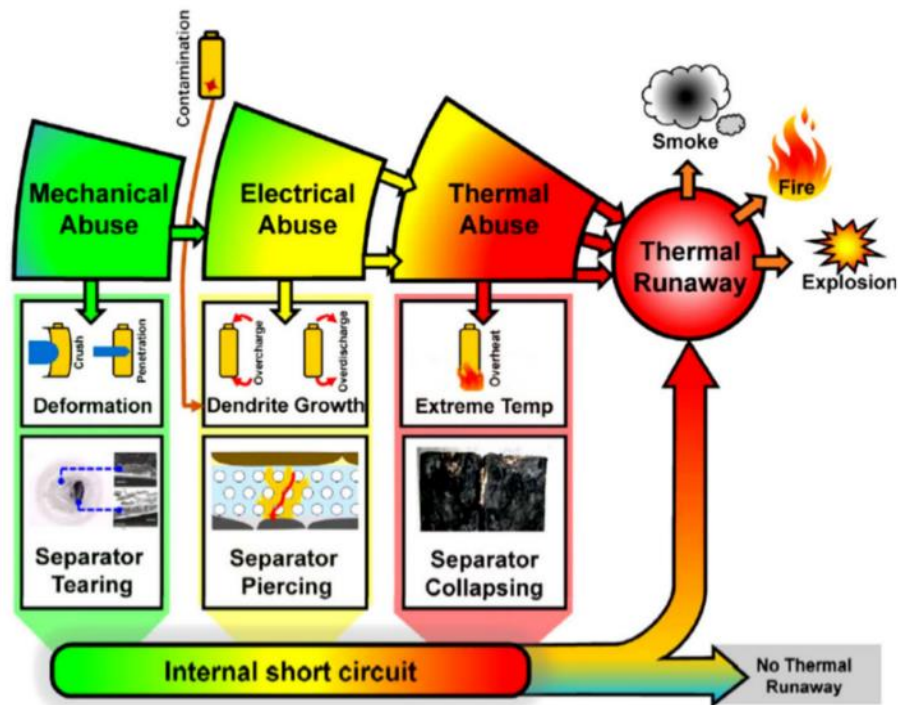 Contamination
Mechanical
Abuse
Electrical
Abuse
Thermal
Abuse
Smoke
Fire
Explosion
Thermal
Runaway
Crush
Penetration
Deformation
Overcharge
Overdischarge
Dendrite Growth
Overheat
Extreme Temp
Separator
Tearing
Separator
Piercing
Separator
Collapsing
Internal short circuit
No Thermal
Runaway